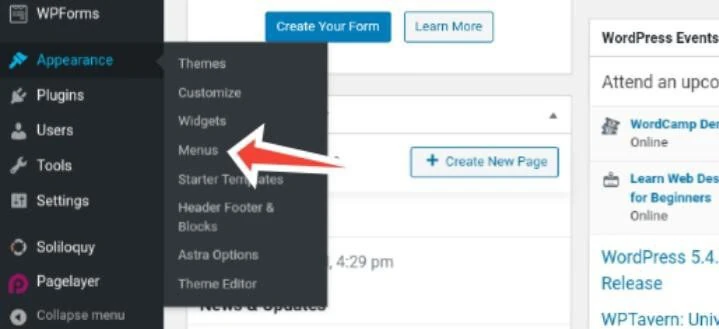 WPForms
Appearance
Plugins
Users
Tools
Settings
Soliloquy
Pagelayer
Collapse menu
Themes
Customize
Widgets
Menus
Starter Templates
Header Footer &
Blocks
Astra Options
Theme Editor
Create Your Form
Learn More
+ Create New Page
, 4:29 pm
News & Updates
WordPress Events
Attend an upco
WordCamp Der
Online
Learn Web Des
for Beginners
Online
WordPress 5.4.
Release
WPTavern: Univ